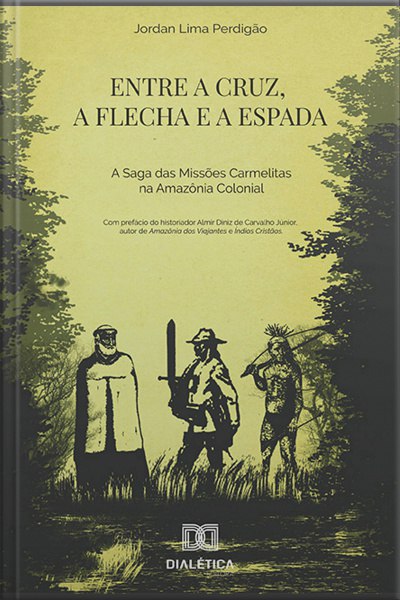 Jordan Lima Perdigão
ENTRE A CRUZ,
A FLECHA E A ESPADA
A Saga das Missões Carmelitas
na Amazônia Colonial
Com prefácio do historiador Almir Diniz de Carvalho Júnior,
autor de Amazônia dos Viajantes e Índios Cristãos.
DIALÉTICA